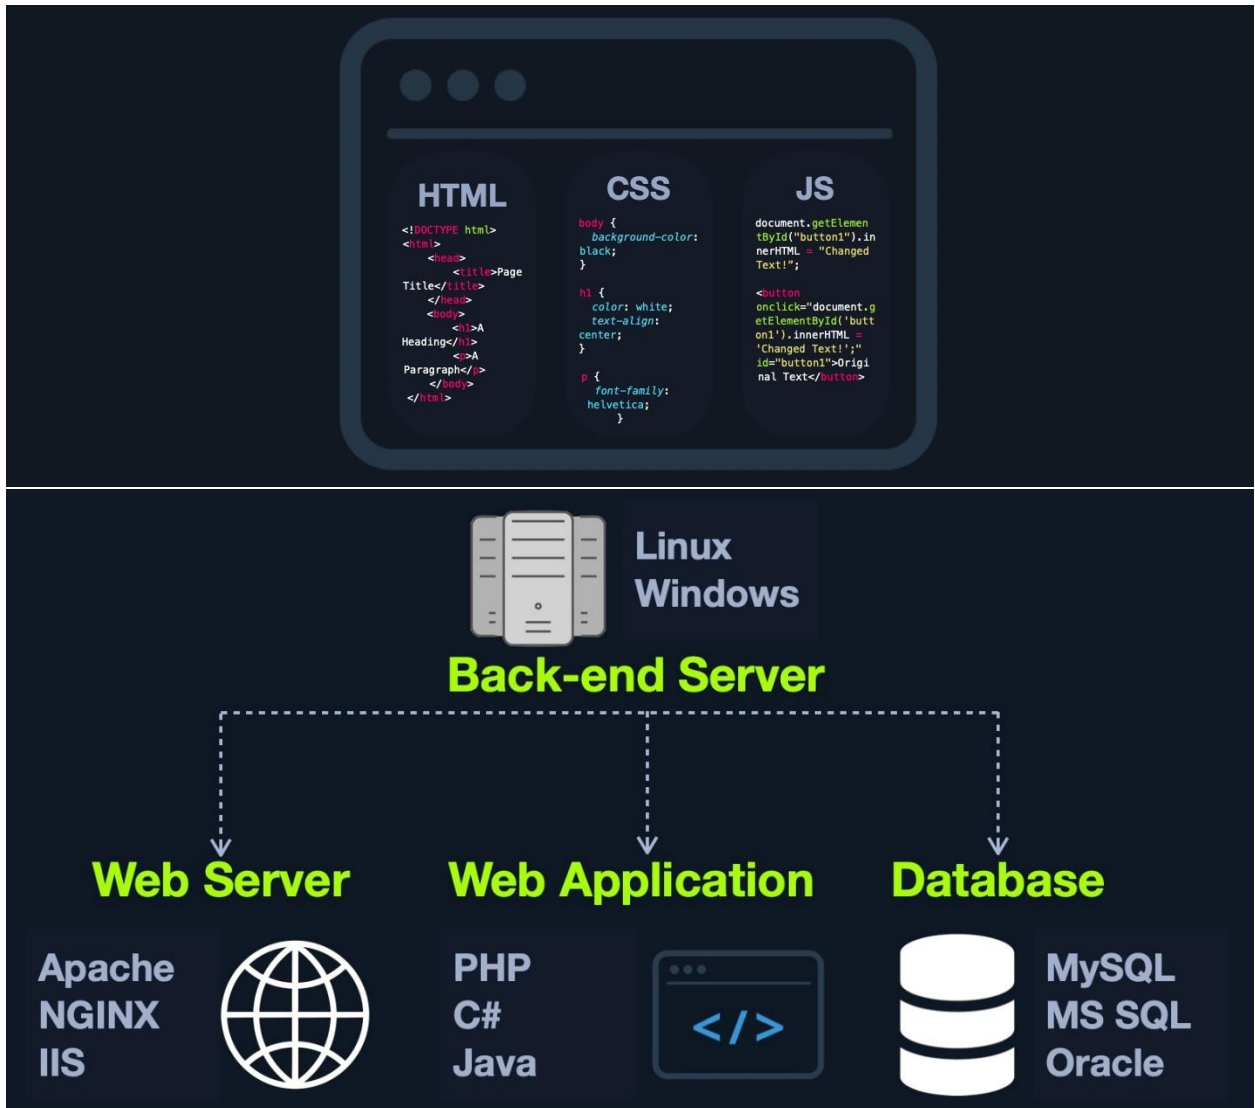 HTML
<!DOCTYPE html>
<html>
<head>
<title>Page
Title</title>
</head>
<body>
<h1>A
Heading</h1>
<p>A
Paragraph</p>
</body>
</html>
CSS
body {
background-color:
black;
}
h1 {
color: white;
text-align:
center;
}
p {
font-family:
helvetica;
}
JS
document.getElemen
tById("button1").in
nerHTML = "Changed
Text!";
<button
onclick="document.g
etElementById('butt
on1').innerHTML =
'Changed Text!';"
id="button1">Origi
nal Text</button>
Linux
Windows
Back-end Server
Web Server
Apache
NGINX
IIS
Web Application
PHP
C#
Java
</>
Database
MySQL
MS SQL
Oracle